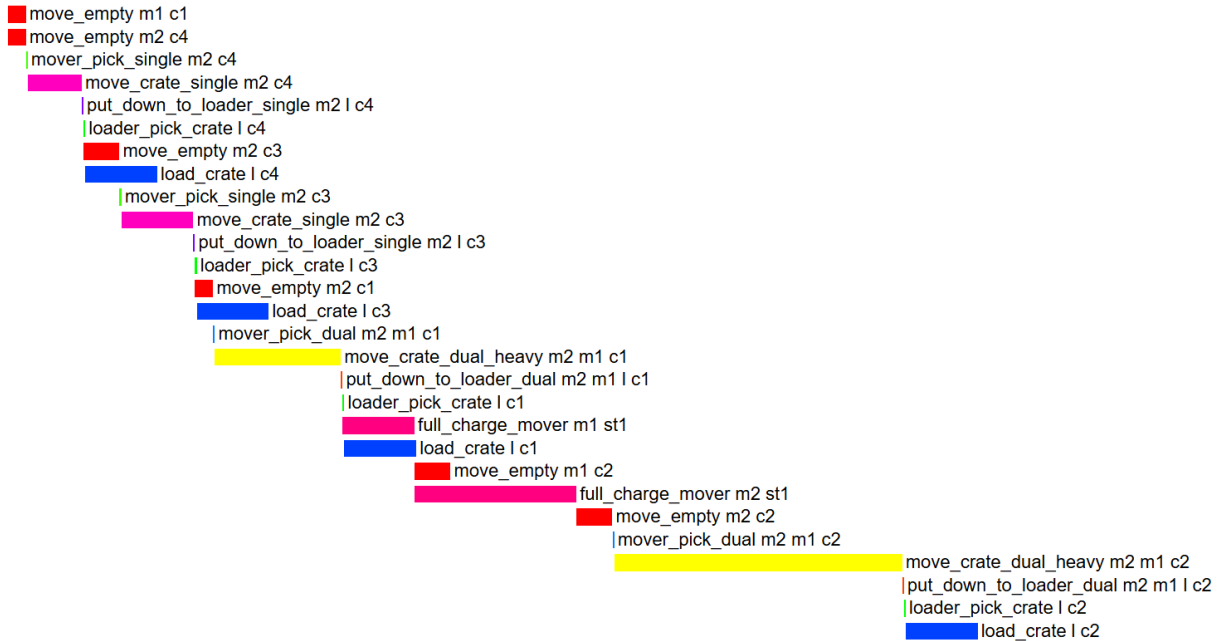 move_empty m1 c1
move_empty m2 c4
mover_pick_single m2 c4
move_crate_single m2 c4
put_down_to_loader_single m2 l c4
loader_pick_crate l c4
move_empty m2 c3
load_crate l c4
mover_pick_single m2 c3
move_crate_single m2 c3
put_down_to_loader_single m2 l c3
loader_pick_crate l c3
move_empty m2 c1
load_crate l c3
mover_pick_dual m2 m1 c1
move_crate_dual_heavy m2 m1 c1
put_down_to_loader_dual m2 m1 l c1
loader_pick_crate l c1
full_charge_mover m1 st1
load_crate l c1
move_empty m1 c2
full_charge_mover m2 st1
move_empty m2 c2
mover_pick_dual m2 m1 c2
move_crate_dual_heavy m2 m1 c2
put_down_to_loader_dual m2 m1 l c2
loader_pick_crate l c2
load_crate l c2